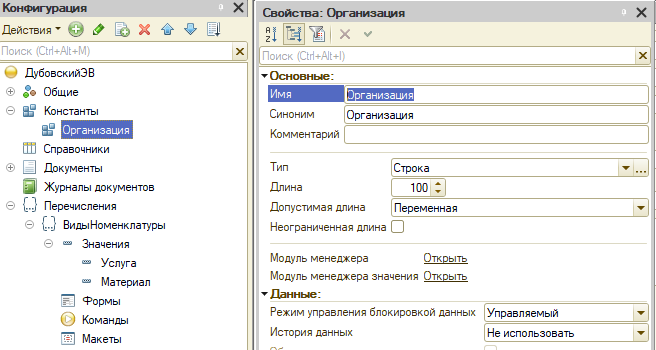 Конфигурация
Действия
Поиск (Ctrl+Alt+M)
ДубовскийЭВ
Общие
Константы
Организация
Справочники
Документы
Журналы документов
Перечисления
ВидыНоменклатуры
Значения
Услуга
Материал
Формы
Команды
Макеты
Свойства: Организация
Поиск (Ctrl+Alt+I)
Основные:
Имя Организация
Синоним Организация
Комментарий
Тип Строка
Длина 100
Допустимая длина Переменная
Неограниченная длина
Модуль менеджера Открыть
Модуль менеджера значения Открыть
Данные:
Режим управления блокировкой данных Управляемый
История данных Не использовать